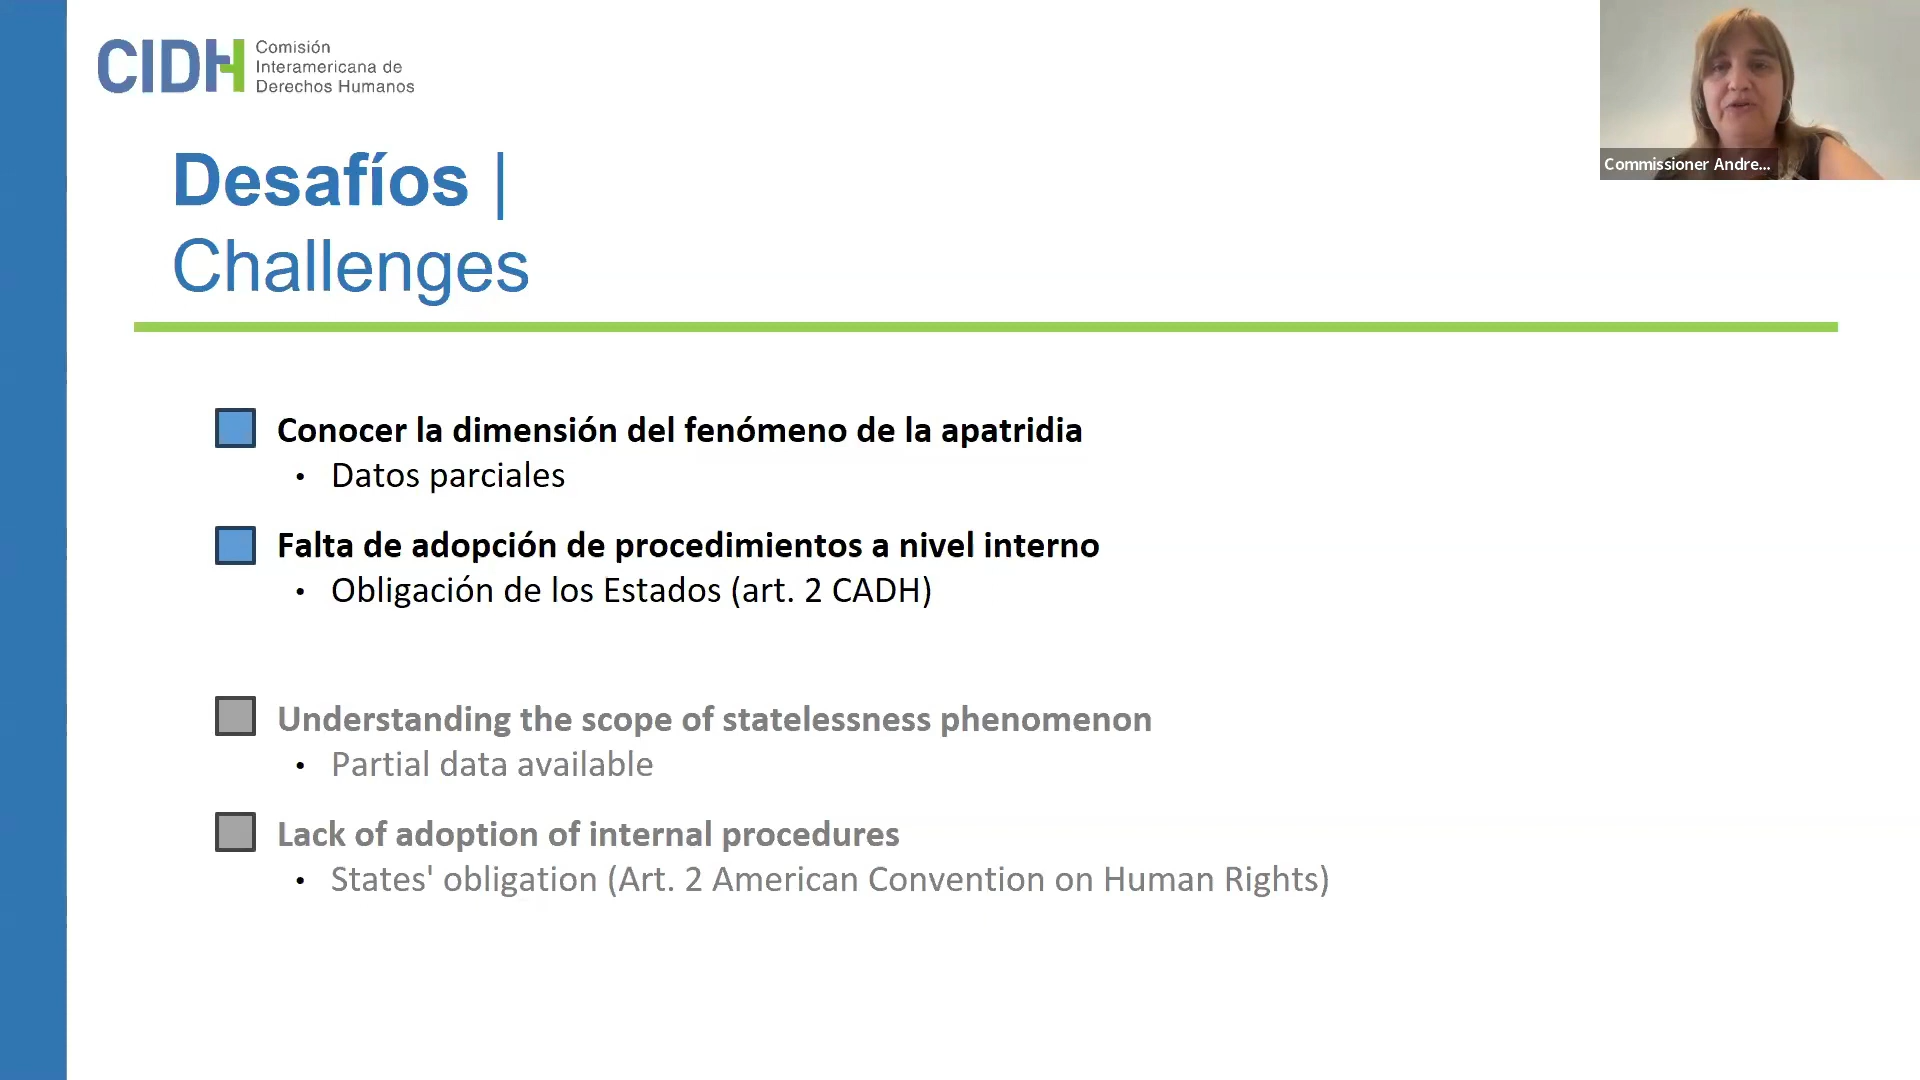 CIDH Comisión
Interamericana de
Derechos Humanos
Commissioner Andre...
Desafíos |
Challenges
Conocer la dimensión del fenómeno de la apatridia
• Datos parciales
Falta de adopción de procedimientos a nivel interno
• Obligación de los Estados (art. 2 CADH)
Understanding the scope of statelessness phenomenon
• Partial data available
Lack of adoption of internal procedures
• States' obligation (Art. 2 American Convention on Human Rights)